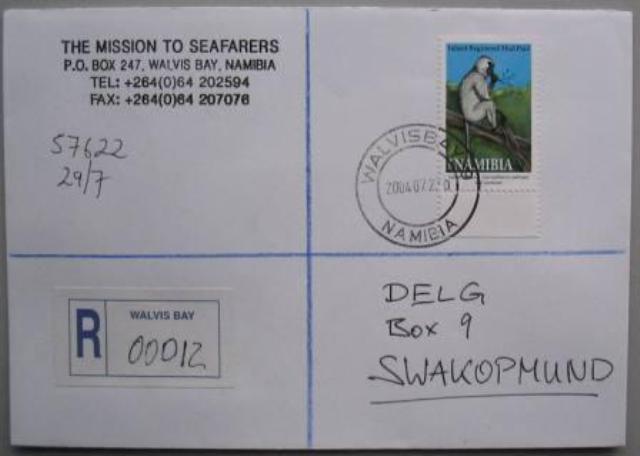 THE MISSION TO SEAFARERS
P.O. BOX 247, WALVIS BAY, NAMIBIA
TEL: +264(0)64 202594
FAX: +264(0)64 207076
57622
29/7
Inland Registered Mail Paid
NAMIBIA
WALVISBAY
2004 07 2
NAMIBIA
R
WALVIS BAY
00012
DELG
Box 9
SWAKOPMUND